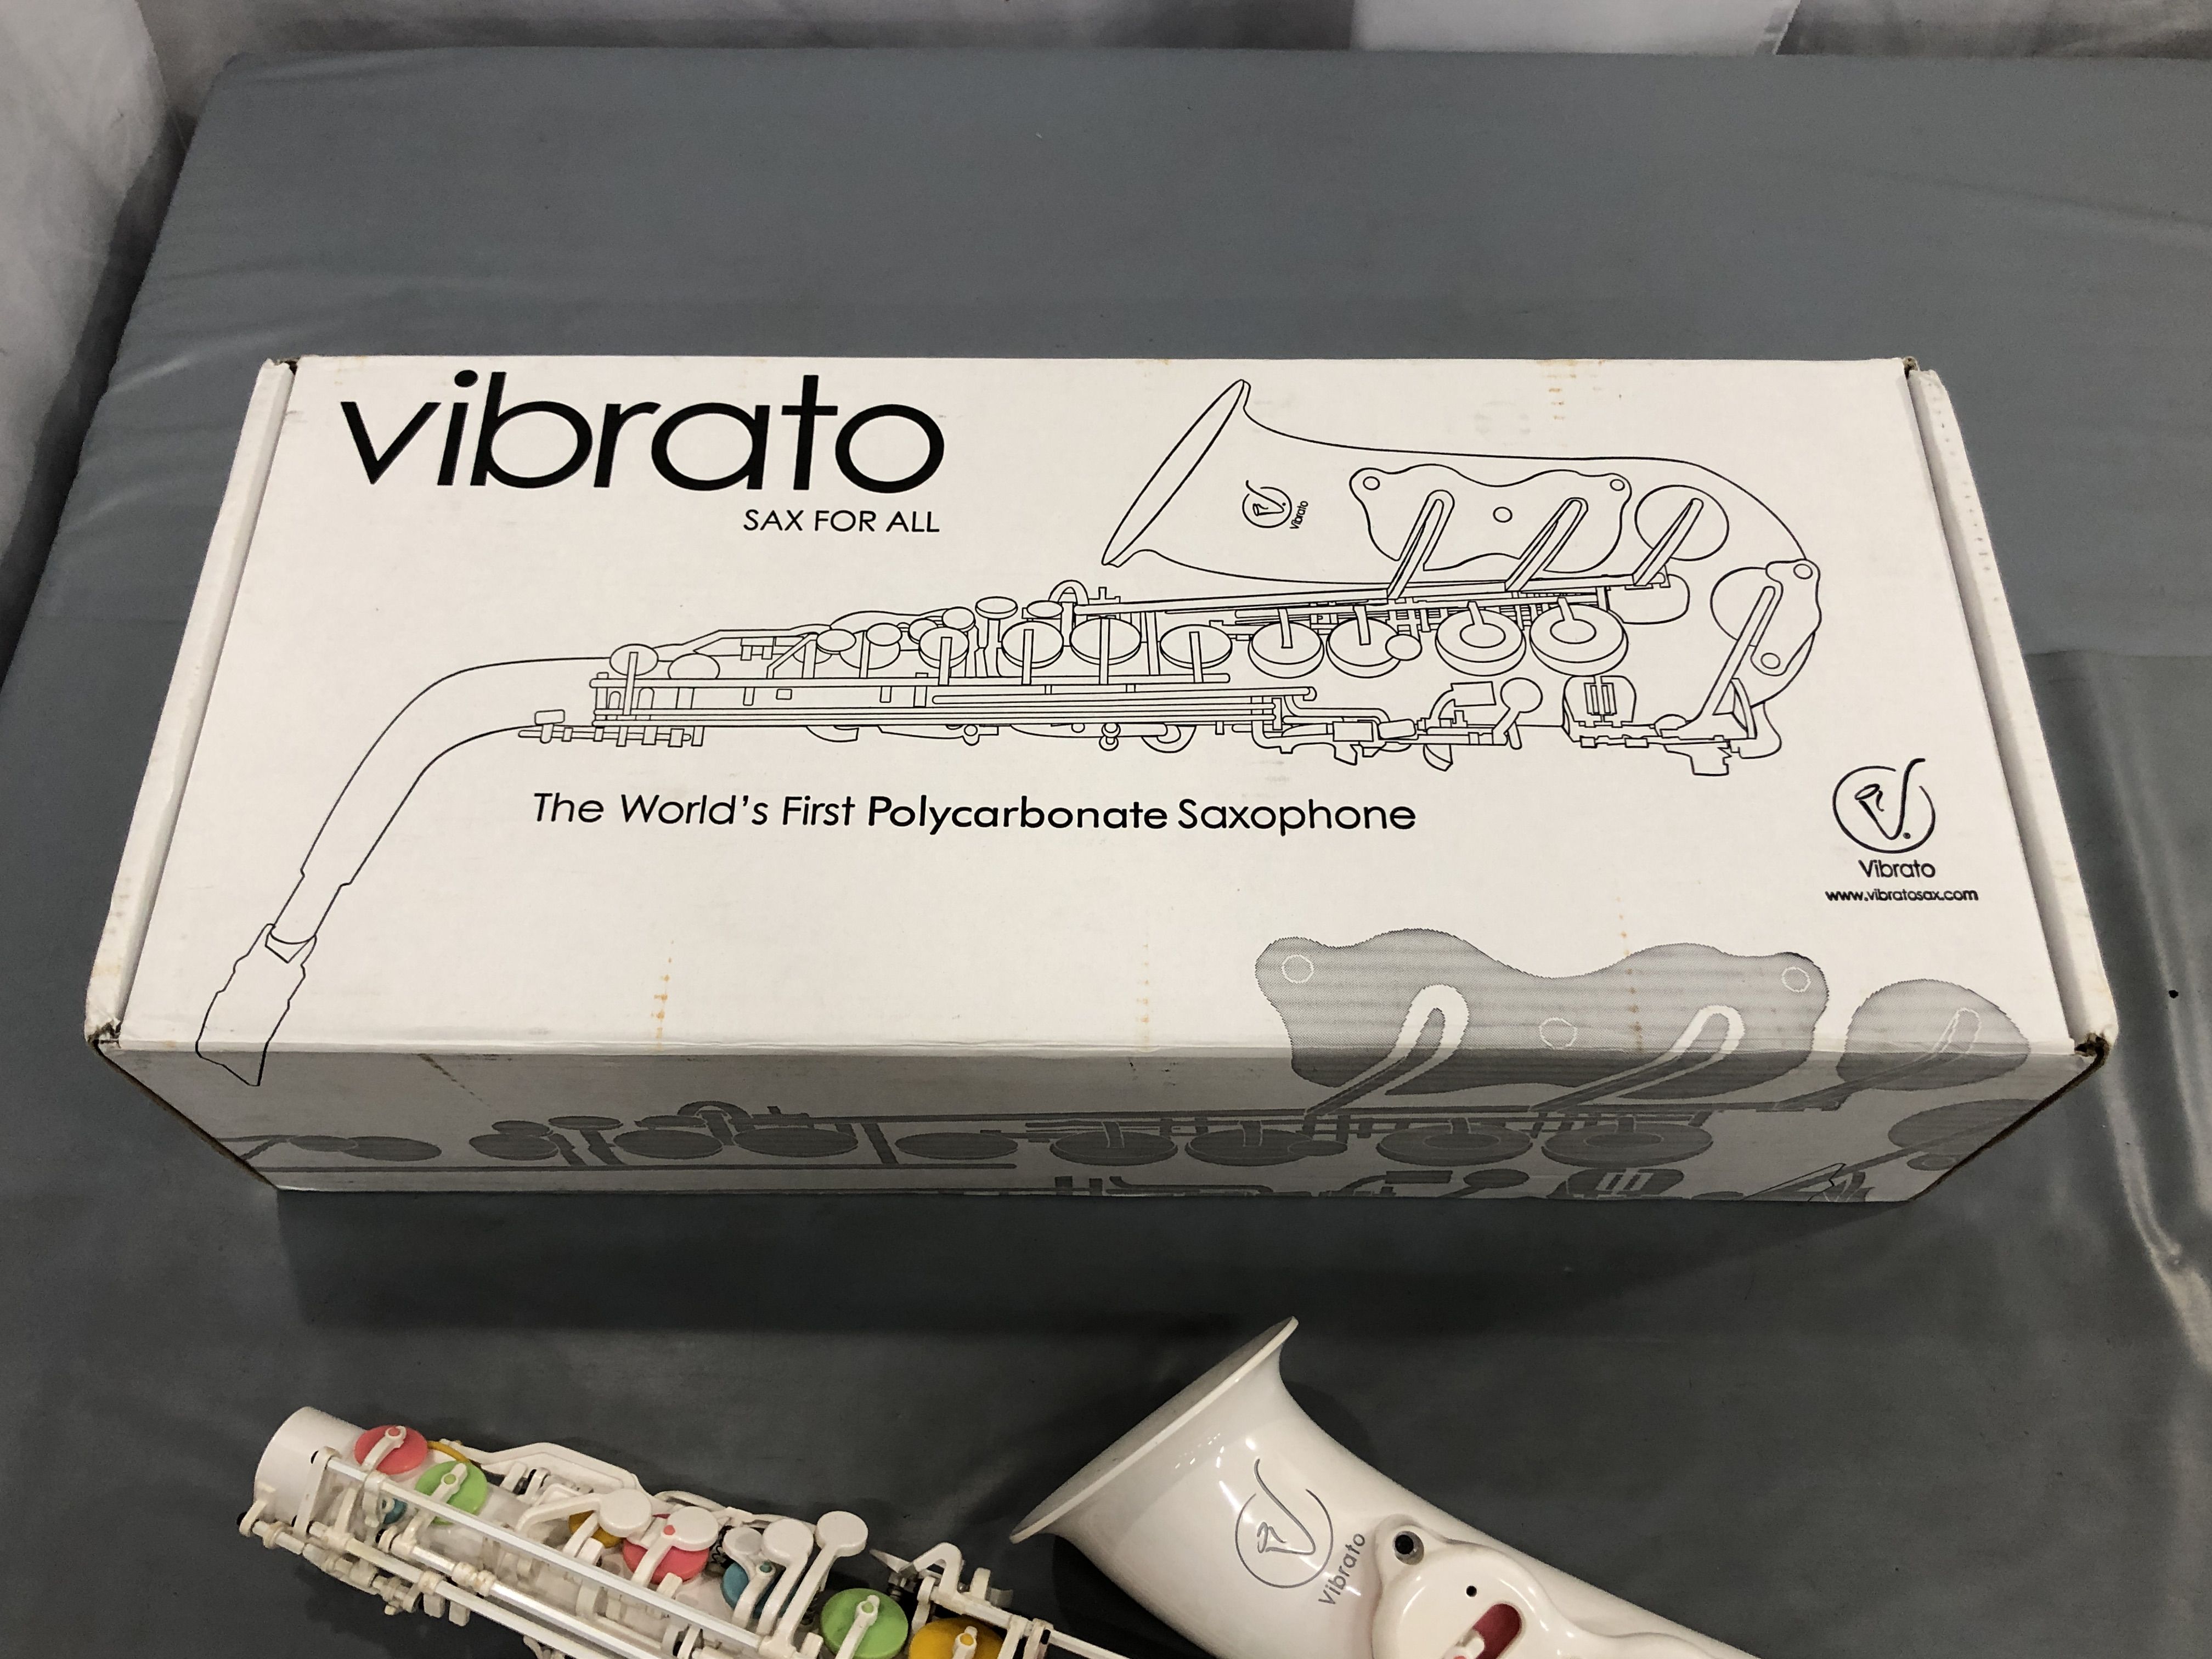 vibrato
SAX FOR ALL
Vibrato
The World's First Polycarbonate Saxophone
Vibrato
www.vibratosax.com
Vibrato